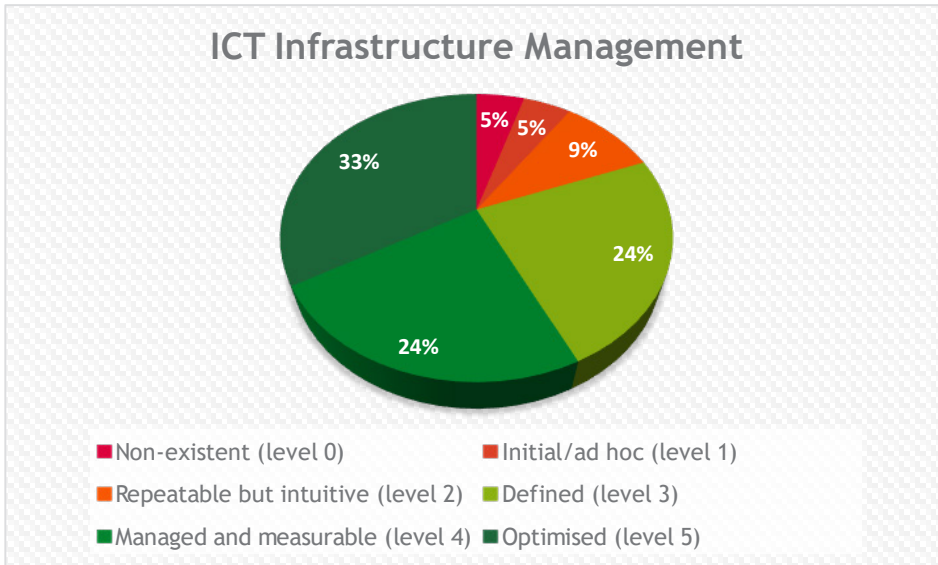 ICT Infrastructure Management
5%
5%
9%
33%
24%
24%
Non-existent (level 0)
Initial/ad hoc (level 1)
Repeatable but intuitive (level 2)
Defined (level 3)
Managed and measurable (level 4)
Optimised (level 5)